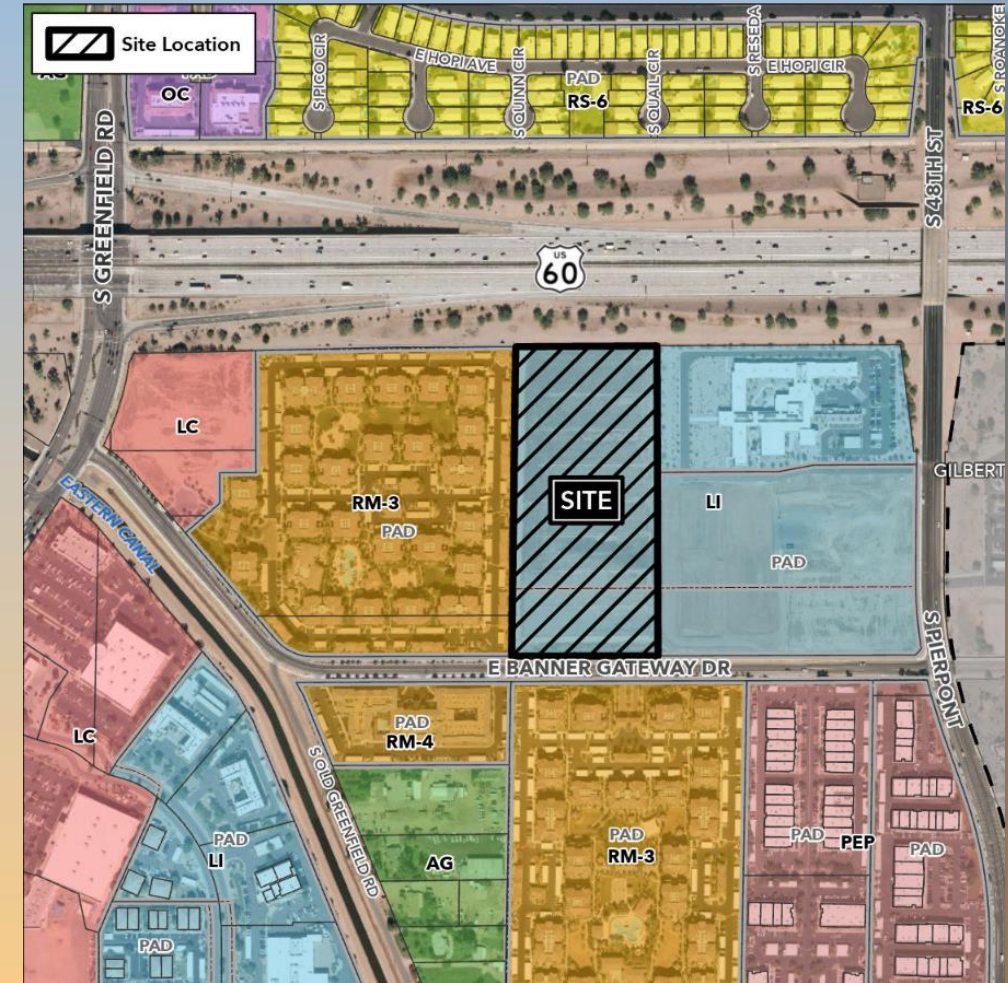 Site Location
AG
PAD
OC
S PICO CIR
E HOPI AVE
S QUINN CIR
PAD
RS-6
S QUAIL CIR
S RESEDA
E HOPI CIR
S ROANOKE
RS-6
S GREENFIELD RD
S 48TH ST
US
60
LC
RM-3
PAD
SITE
LI
PAD
GILBERT
EASTERN CANAL
E BANNER GATEWAY DR
S PIERPONT
LC
PAD
RM-4
S OLD GREENFIELD RD
PAD
LI
AG
PAD
RM-3
PAD
PEP
PAD
PAD